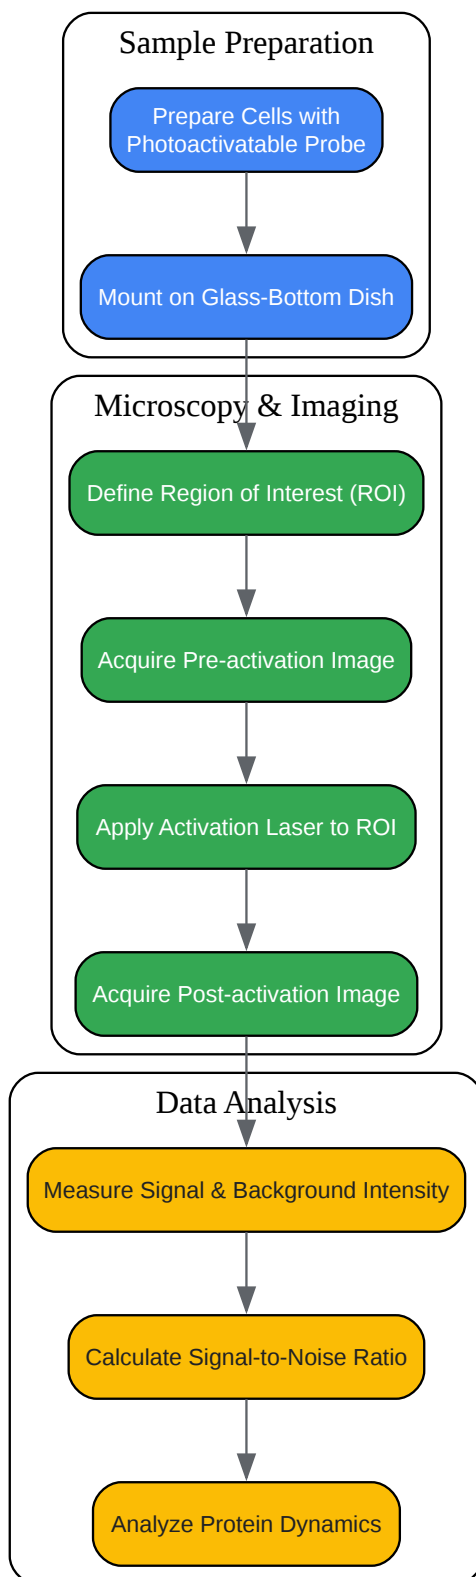 Sample Preparation
Prepare Cells with
Photoactivatable Probe
Mount on Glass-Bottom Dish
Microscopy & Imaging
Define Region of Interest (ROI)
Acquire Pre-activation Image
Apply Activation Laser to ROI
Acquire Post-activation Image
Data Analysis
Measure Signal & Background Intensity
Calculate Signal-to-Noise Ratio
Analyze Protein Dynamics